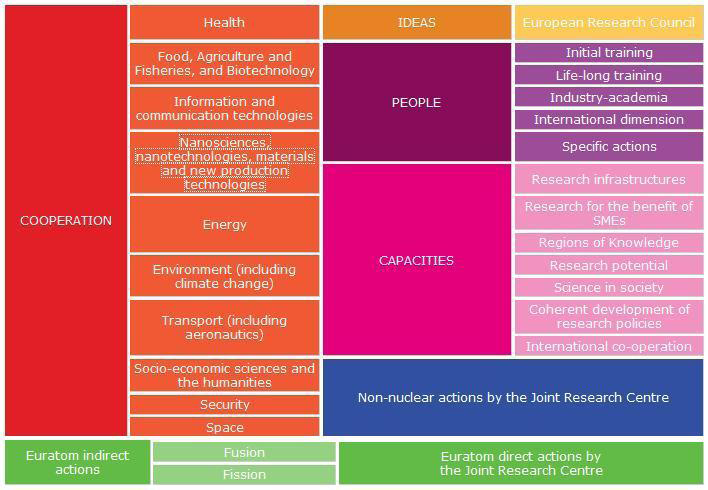 COOPERATION
Health
Food, Agriculture and
Fisheries, and Biotechnology
Information and
communication technologies
Nanosciences,
nanotechnologies, materials
and new production
technologies
Energy
Environment (including
climate change)
Transport (including
aeronautics)
Socio-economic sciences and
the humanities
Security
Space
IDEAS
European Research Council
PEOPLE
Initial training
Life-long training
Industry-academia
International dimension
Specific actions
CAPACITIES
Research infrastructures
Research for the benefit of
SMEs
Regions of Knowledge
Research potential
Science in society
Coherent development of
research policies
International co-operation
Non-nuclear actions by the Joint Research Centre
Euratom indirect
actions
Fusion
Fission
Euratom direct actions by
the Joint Research Centre